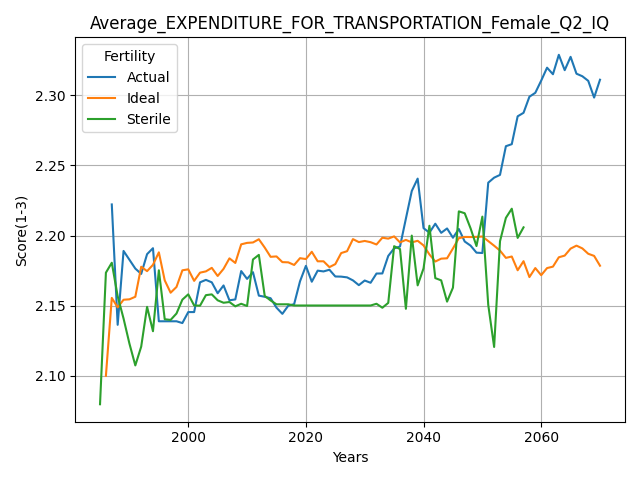 Average_EXPENDITURE_FOR_TRANSPORTATION_Female_Q2_IQ
Fertility
Actual
Ideal
Sterile
2.30
2.25
2.20
2.15
2.10
Score(1-3)
2000
2020
2040
2060
Years